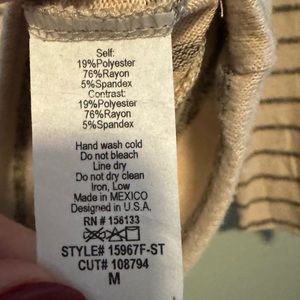 Self:
19%Polyester
76%Rayon
5%Spandex
Contrast:
19%Polyester
76%Rayon
5%Spandex
Hand wash cold
Do not bleach
Line dry
Do not dry clean
Iron, Low
Made in MEXICO
Designed in U.S.A.
RN # 156133
STYLE# 15967F-ST
CUT# 108794
M